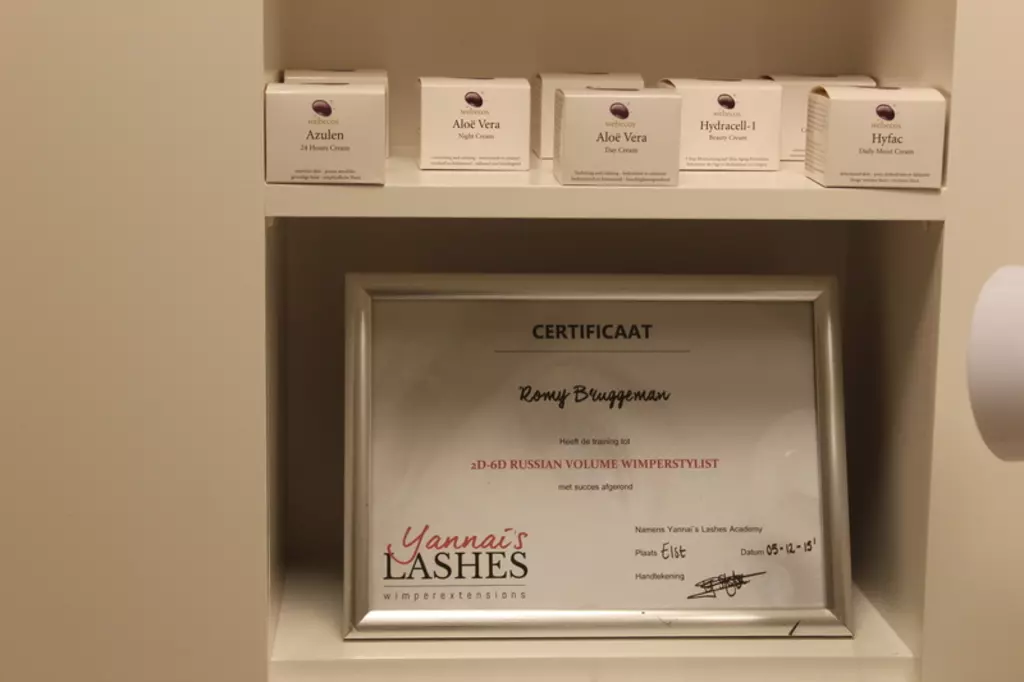 Azulen
24 Hours Cream
Aloë Vera
Night Cream
Aloë Vera
Day Cream
Hydracell-1
Beauty Cream
Hyfac
Daily Moist Cream
CERTIFICAAT
Romy Bruggeman
Heeft de training tot
2D-6D RUSSIAN VOLUME WIMPERSTYLIST
met succes afgerond
Yannai's
LASHES
wimperextensions
Namens Yannai's Lashes Academy
Plaats Elst Datum 05-12-15'
Handtekening